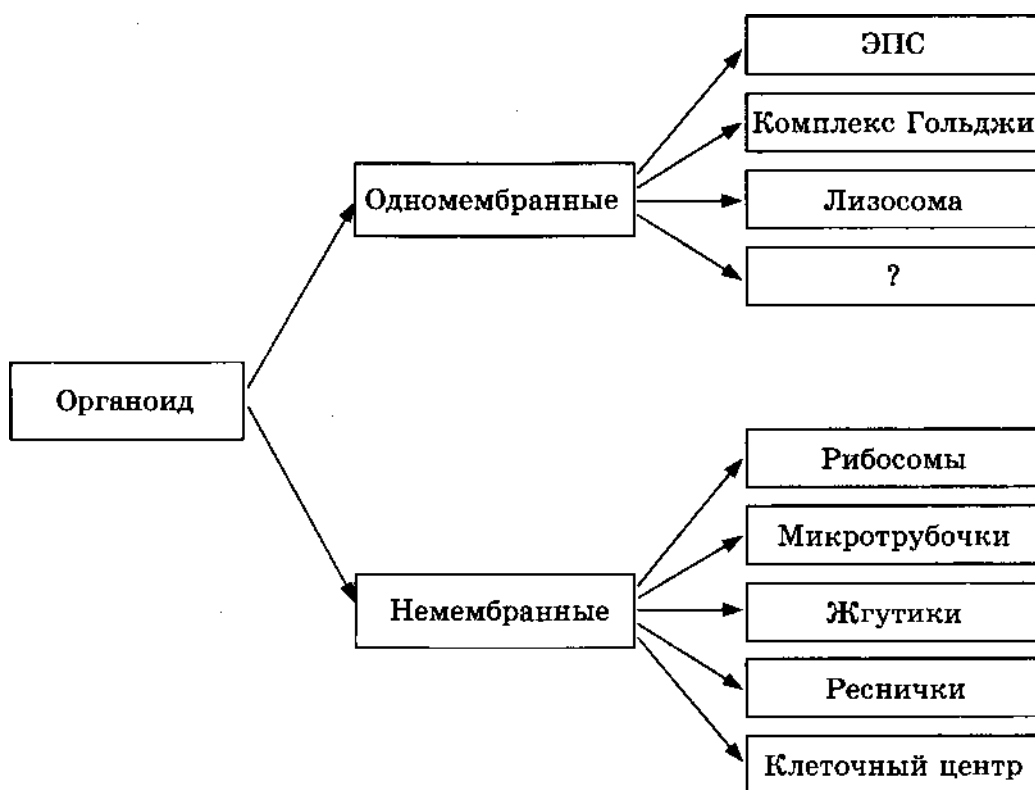 ЭПС
Комплекс Гольджи
Одномембранные
Лизосома
?
Органоид
Рибосомы
Микротрубочки
Немембранные
Жгутики
Реснички
Клеточный центр